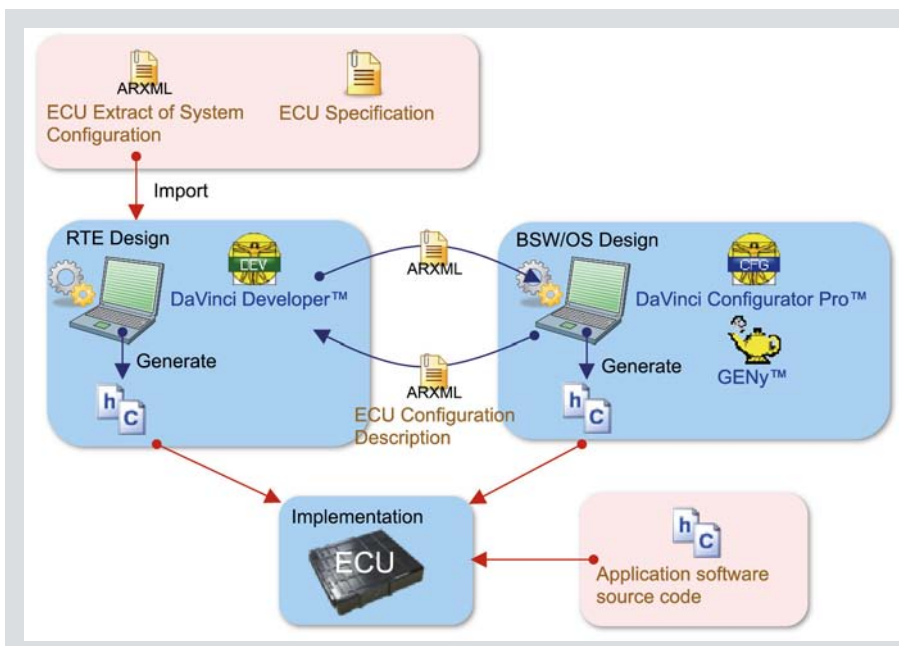 ARXML
ECU Extract of System
Configuration
ECU Specification
Import
RTE Design
DEV
DaVinci Developer™
Generate
h
C
ARXML
ARXML
ECU Configuration
Description
BSW/OS Design
CFG
DaVinci Configurator Pro™
GENy™
Generate
h
C
Implementation
ECU
h
C
Application software
source code